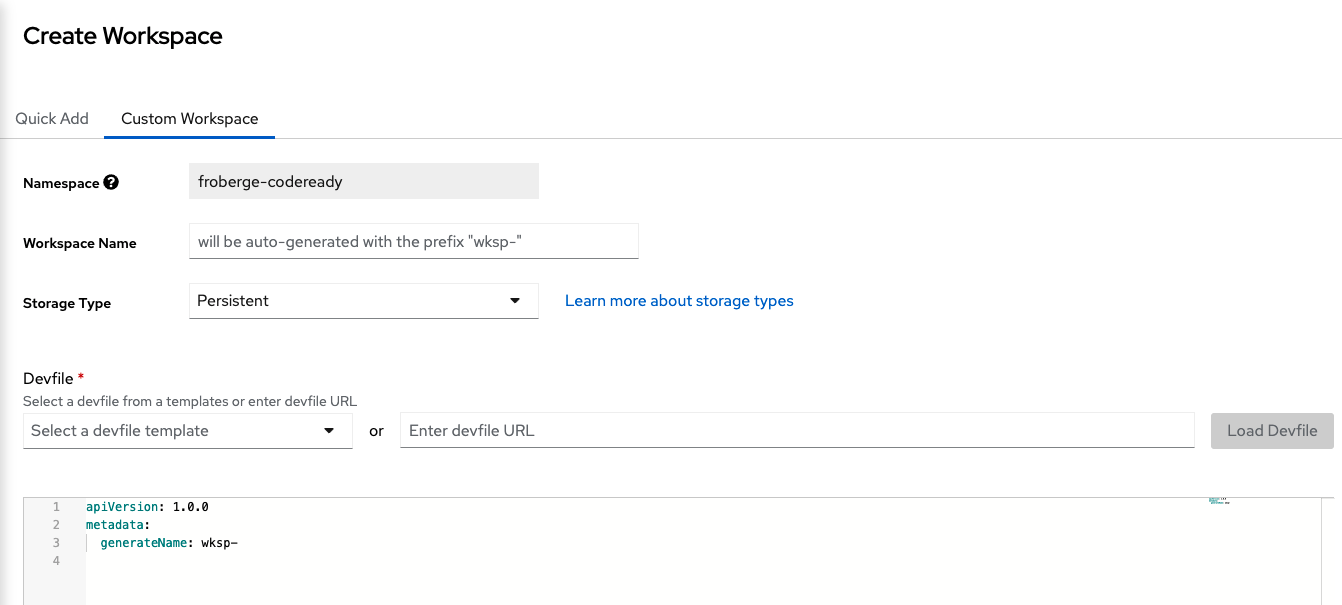 Create Workspace
Quick Add
Custom Workspace
Namespace
froberge-codeready
Workspace Name
will be auto-generated with the prefix "wksp-"
Storage Type
Persistent
Learn more about storage types
Devfile *
Select a devfile from a templates or enter devfile URL
Select a devfile template
or
Enter devfile URL
Load Devfile
1 apiVersion: 1.0.0
2 metadata:
3 generateName: wksp-
4